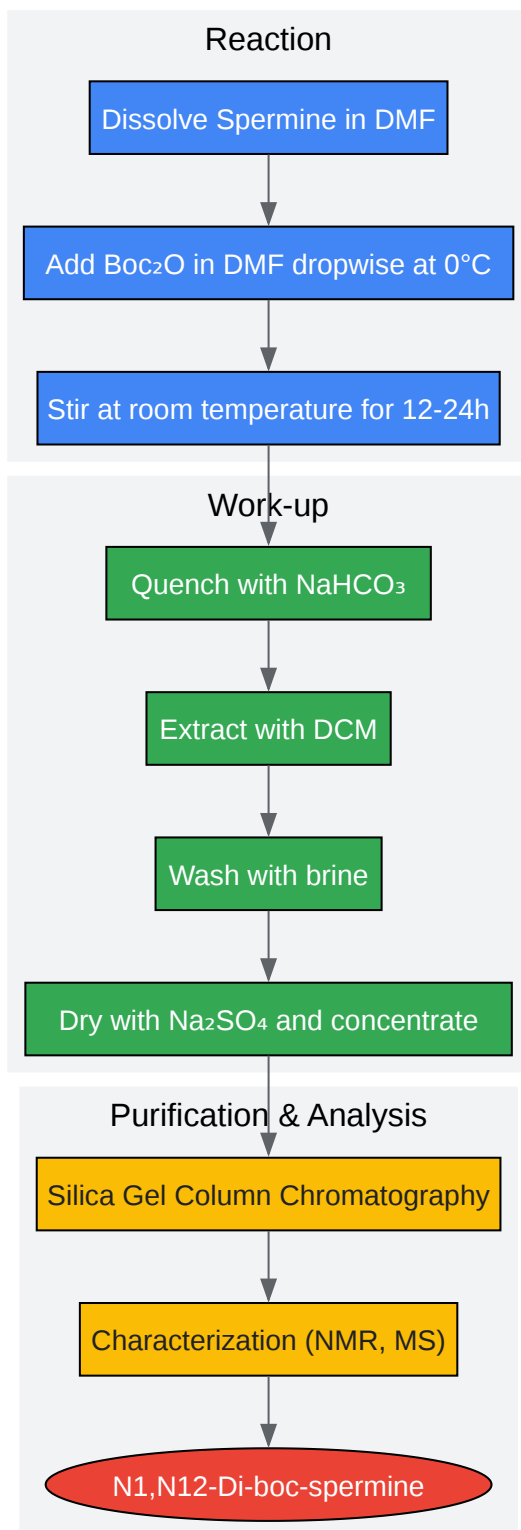 Reaction
Dissolve Spermine in DMF
Add Boc₂O in DMF dropwise at 0°C
Stir at room temperature for 12-24h
Work-up
Quench with NaHCO₃
Extract with DCM
Wash with brine
Dry with Na₂SO₄ and concentrate
Purification & Analysis
Silica Gel Column Chromatography
Characterization (NMR, MS)
N1,N12-Di-boc-spermine